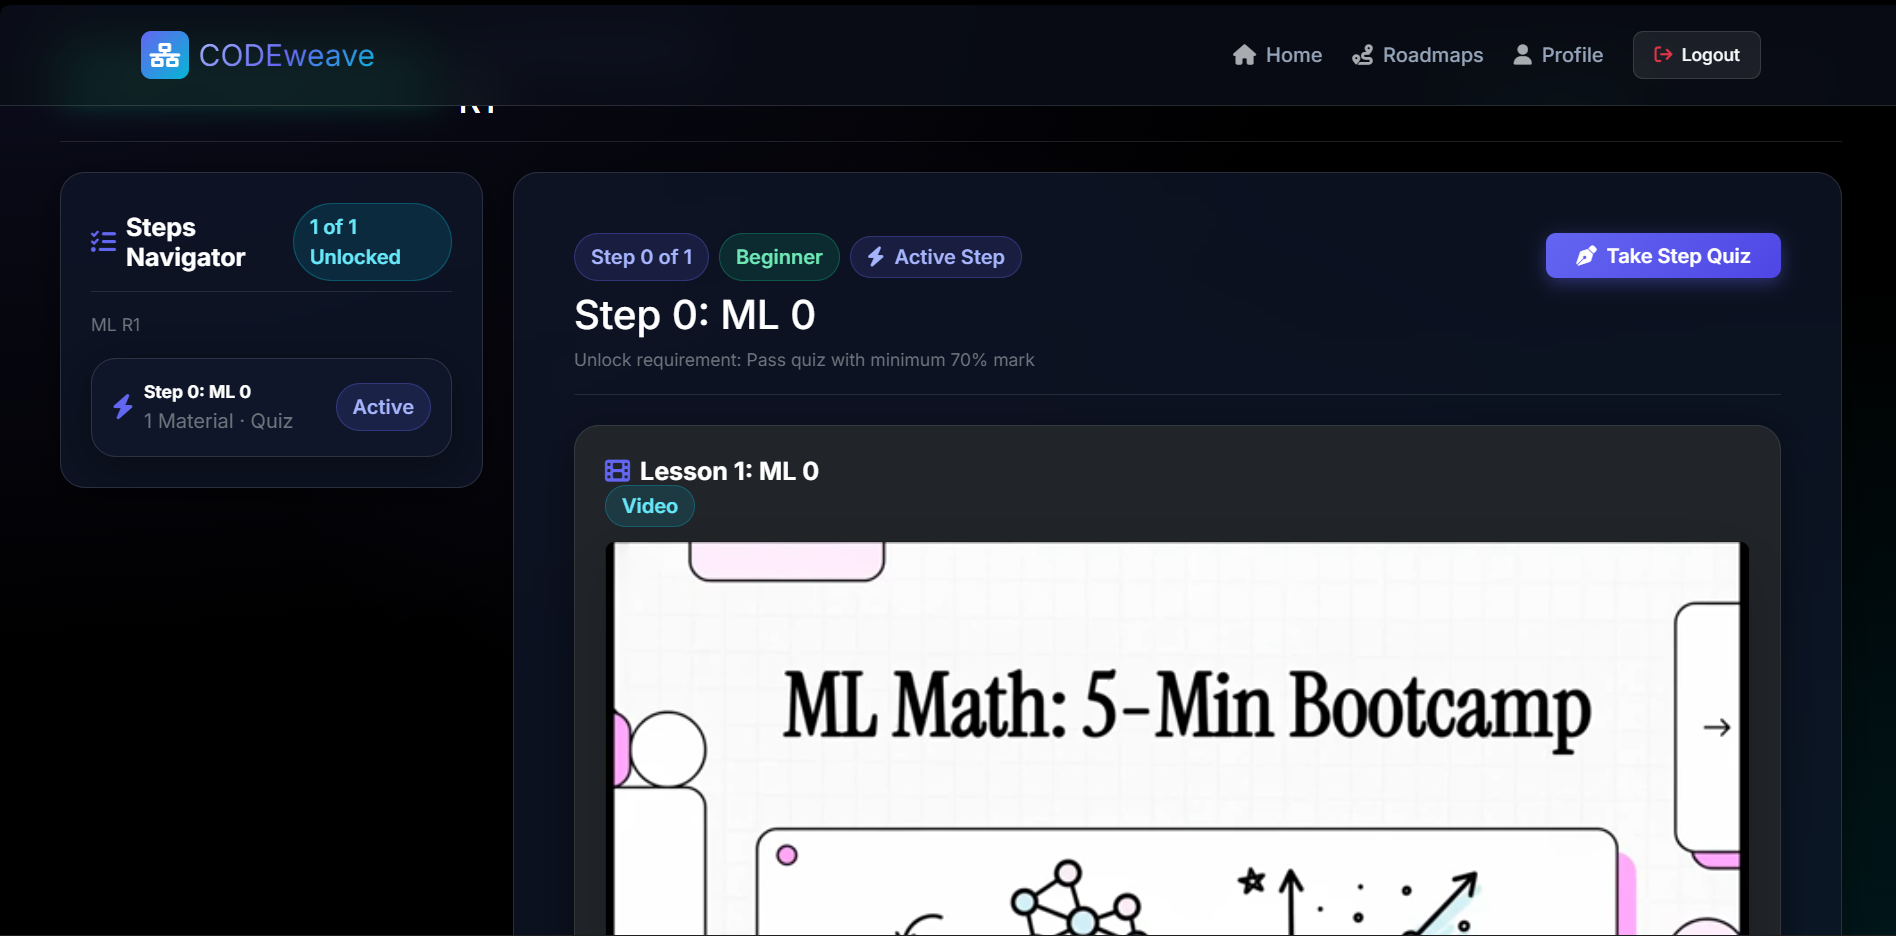 CODEweave
Home
Roadmaps
Profile
Logout
Steps
Navigator
1 of 1
Unlocked
ML R1
Step 0: ML 0
1 Material · Quiz
Active
Step 0 of 1
Beginner
Active Step
Take Step Quiz
Step 0: ML 0
Unlock requirement: Pass quiz with minimum 70% mark
Lesson 1: ML 0
Video
ML Math: 5-Min Bootcamp